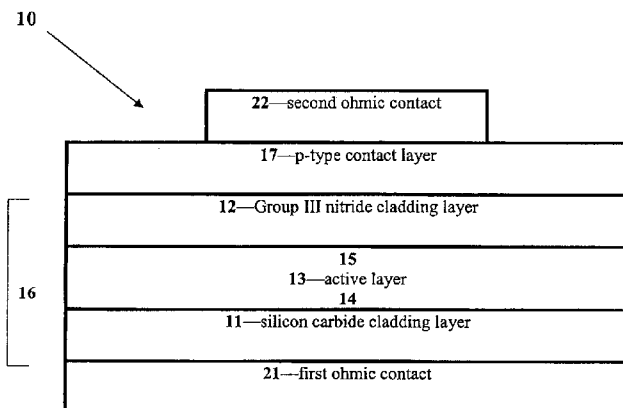 10
22—second ohmic contact
17—p-type contact layer
12—Group III nitride cladding layer
15
13—active layer
16
14
11—silicon carbide cladding layer
21—first ohmic contact